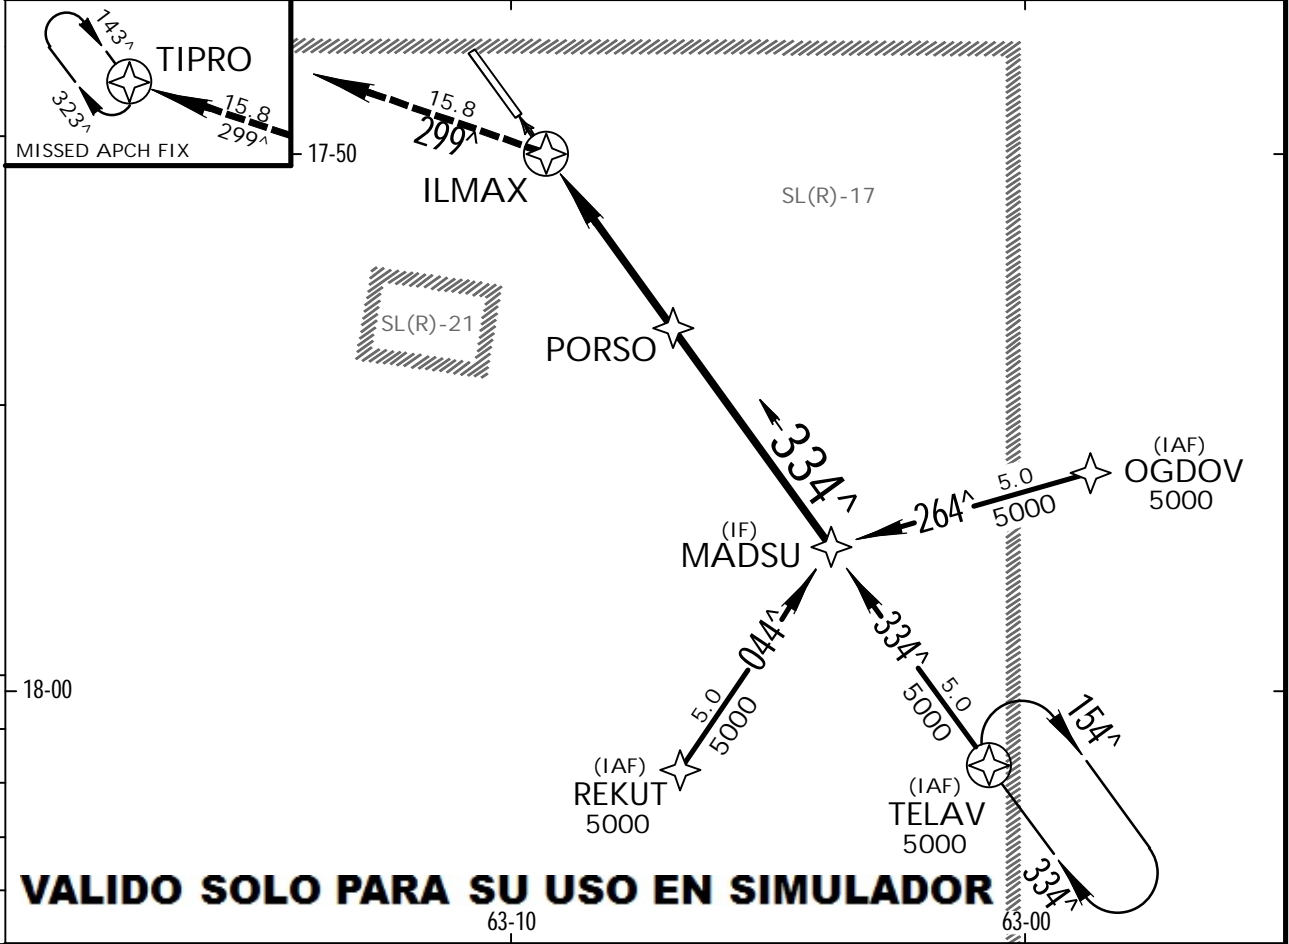 143^
TIPRO
323^
15.8
299^
MISSED APCH FIX
15.8
299^
17-50
ILMAX
SL(R)-17
SL(R)-21
PORSO
334^
(IAF)
OGDOV
5000
5.0
264^
5000
(IF)
MADSU
044^
334^
5.0
5000
5.0
5000
18-00
154^
(IAF)
REKUT
5000
(IAF)
TELAV
5000
334^
VALIDO SOLO PARA SU USO EN SIMULADOR
63-10
63-00